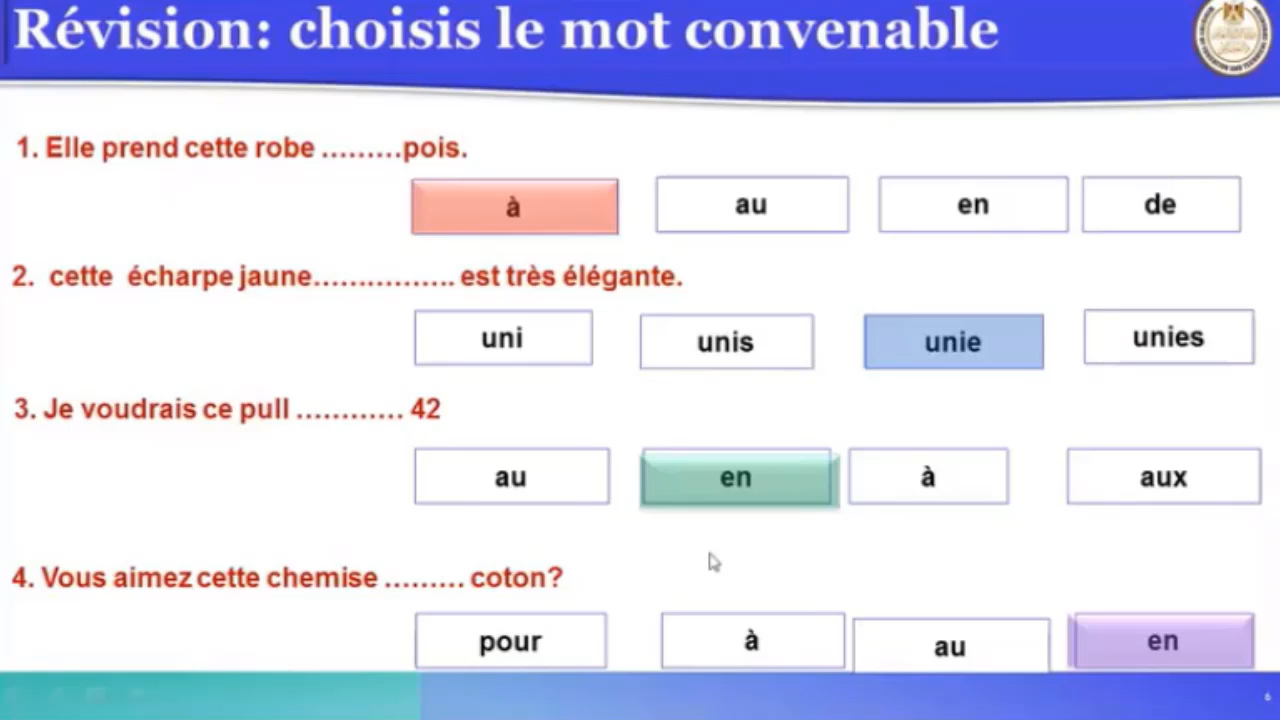 Révision: choisis le mot convenable
1. Elle prend cette robe ………pois.
à au en de
2. cette écharpe jaune……………. est très élégante.
uni unis unie unies
3. Je voudrais ce pull ………… 42
au en à aux
4. Vous aimez cette chemise ……… coton?
pour à au en
6